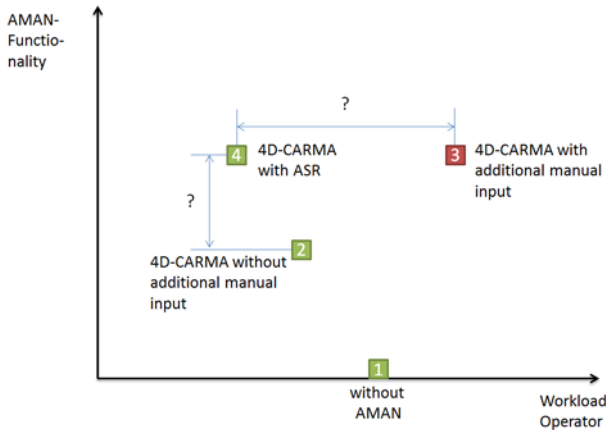 AMAN-
Functio-
nality
?
4
4D-CARMA
with ASR
3
4D-CARMA with
additional manual
input
?
2
4D-CARMA without
additional manual
input
1
without
AMAN
Workload
Operator